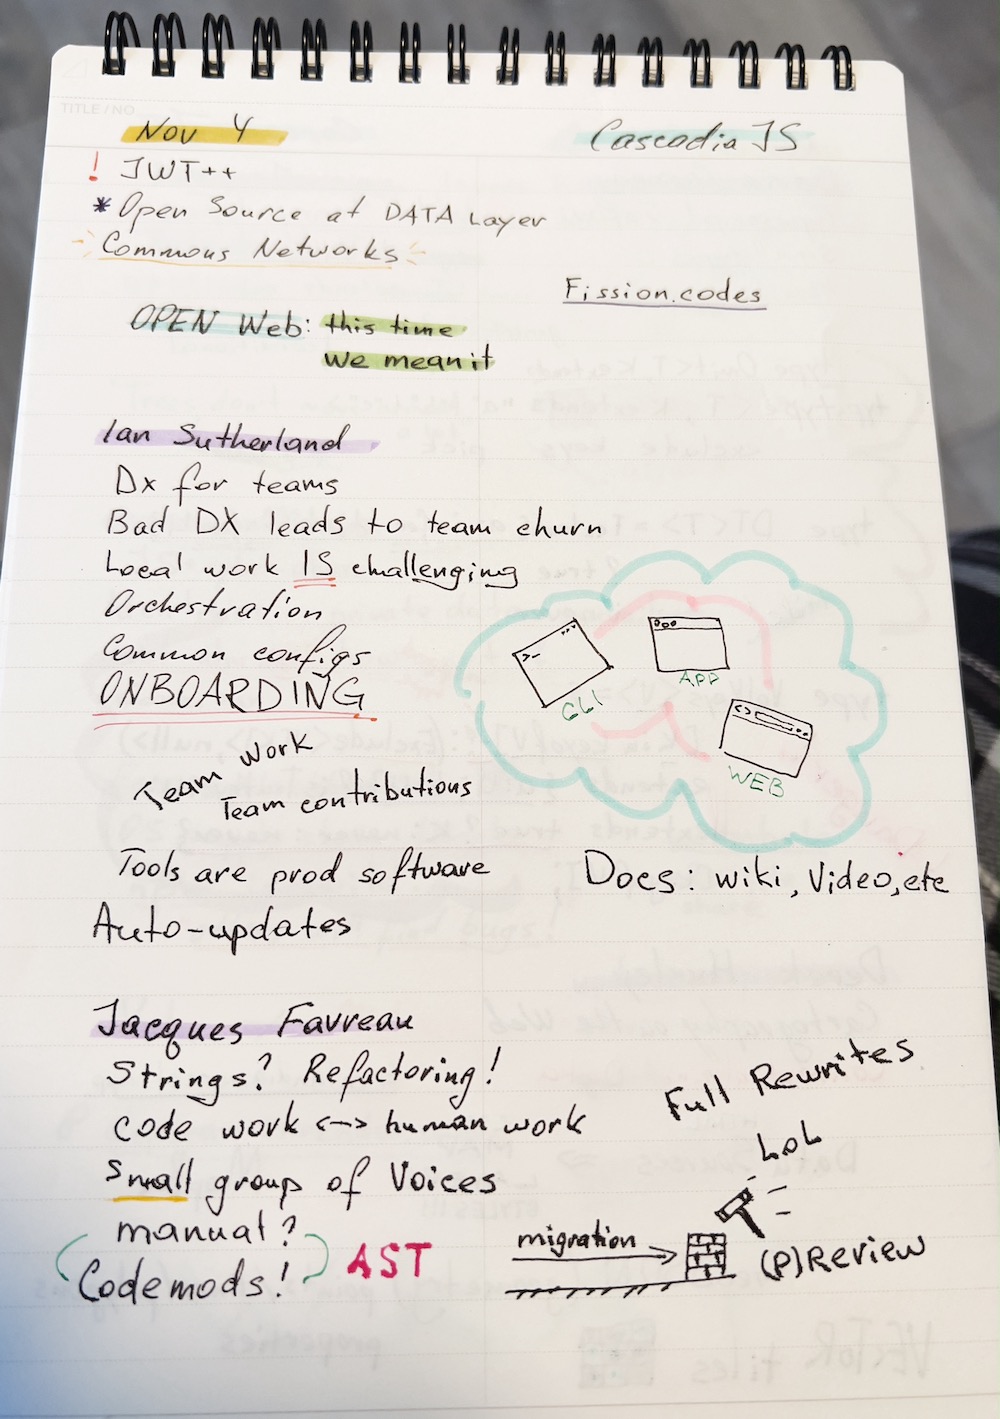 TITLE / NO.
Nov 4
Cascadia JS
! JWT++
* Open Source at DATA Layer
Commons Networks
Fission.codes
OPEN Web: this time
we mean it
Ian Sutherland
Dx for teams
Bad DX leads to team churn
Local work IS challenging
Orchestration
Common configs
ONBOARDING
>_
CLI
APP
<>
WEB
Team work
Team contributions
Tools are prod software
Docs: wiki, Video, etc
Auto-updates
Jacques Favreau
Strings? Refactoring!
code work <-> human work
Small group of Voices
manual?
Codemods!
AST
Full Rewrites
LOL
migration
(P)Review